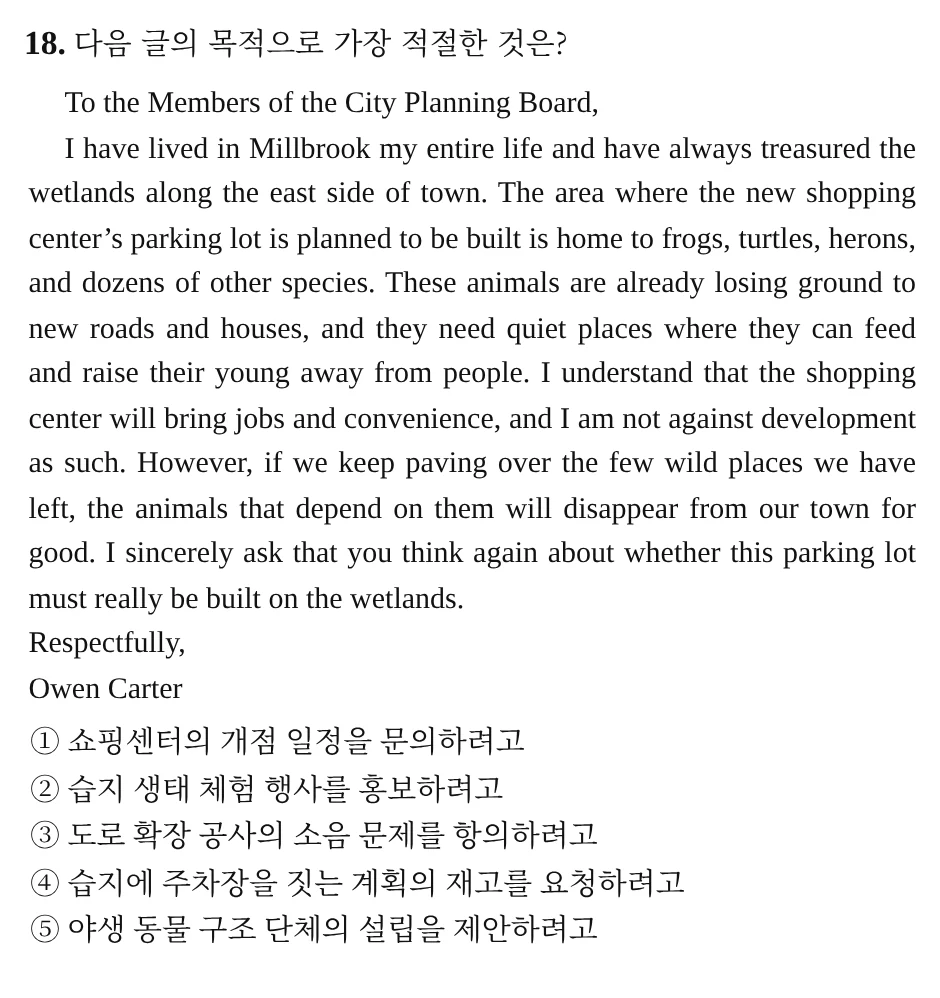 18. 다음 글의 목적으로 가장 적절한 것은?
To the Members of the City Planning Board,
I have lived in Millbrook my entire life and have always treasured the
wetlands along the east side of town. The area where the new shopping
center’s parking lot is planned to be built is home to frogs, turtles, herons,
and dozens of other species. These animals are already losing ground to
new roads and houses, and they need quiet places where they can feed
and raise their young away from people. I understand that the shopping
center will bring jobs and convenience, and I am not against development
as such. However, if we keep paving over the few wild places we have
left, the animals that depend on them will disappear from our town for
good. I sincerely ask that you think again about whether this parking lot
must really be built on the wetlands.
Respectfully,
Owen Carter
① 쇼핑센터의 개점 일정을 문의하려고
② 습지 생태 체험 행사를 홍보하려고
③ 도로 확장 공사의 소음 문제를 항의하려고
④ 습지에 주차장을 짓는 계획의 재고를 요청하려고
⑤ 야생 동물 구조 단체의 설립을 제안하려고